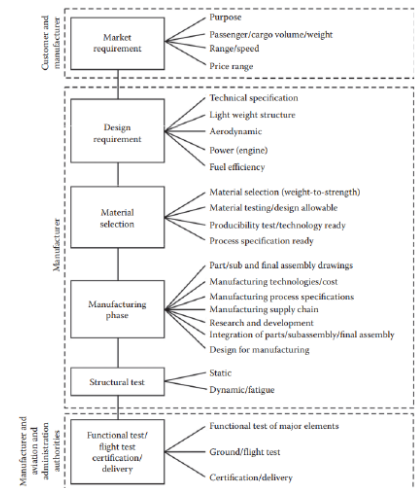 Customer and
manufacturer
Market
requirement
Purpose
Passenger/cargo volume/weight
Range/speed
Price range
Manufacturer
Design
requirement
Technical specification
Light weight structure
Aerodynamic
Power (engine)
Fuel efficiency
Material
selection
Material selection (weight-to-strength)
Material testing/design allowable
Producibility test/technology ready
Process specification ready
Manufacturing
phase
Part/sub and final assembly drawings
Manufacturing technologies/cost
Manufacturing process specifications
Manufacturing supply chain
Research and development
Integration of parts/subassembly/final assembly
Design for manufacturing
Structural test
Static
Dynamic/fatigue
Manufacturer and
aviation and
administration
authorities
Functional test/
flight test
certification/
delivery
Functional test of major elements
Ground/flight test
Certification/delivery